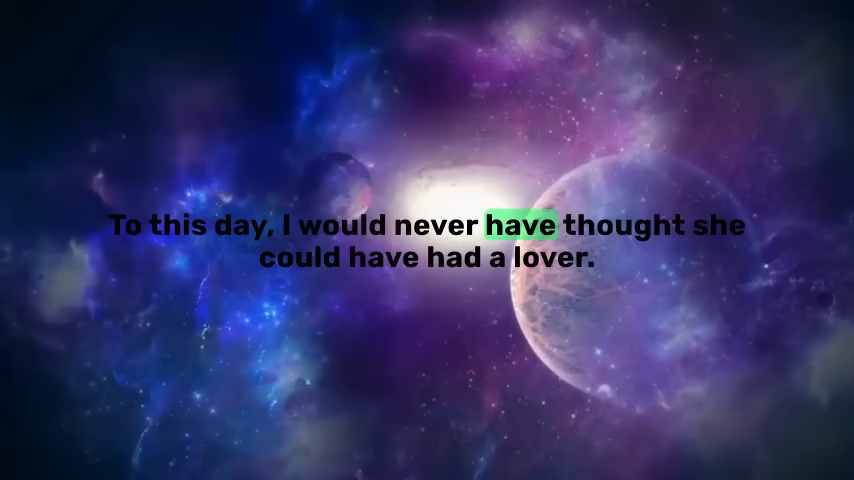 To this day, I would never have thought she
could have had a lover.